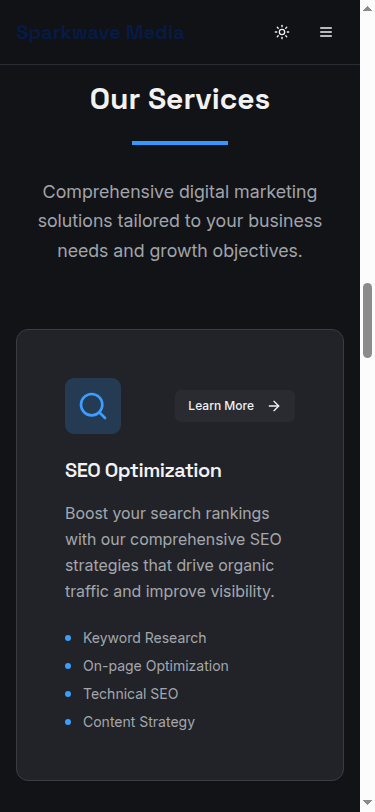 Sparkwave Media
Our Services
Comprehensive digital marketing
solutions tailored to your business
needs and growth objectives.
Learn More
SEO Optimization
Boost your search rankings
with our comprehensive SEO
strategies that drive organic
traffic and improve visibility.
Keyword Research
On-page Optimization
Technical SEO
Content Strategy